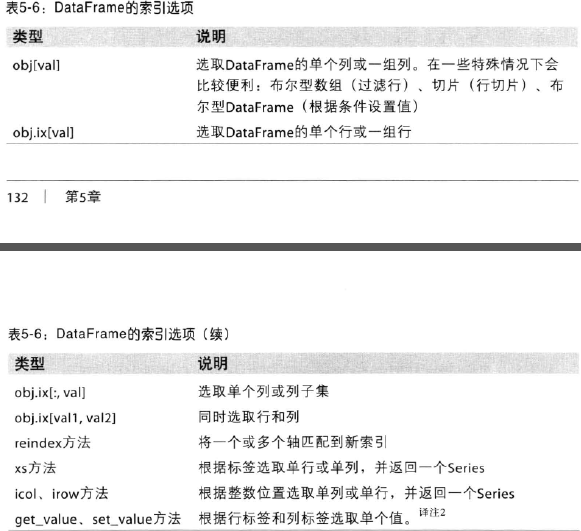 表5-6：DataFrame的索引选项
类型 说明
obj[val] 选取DataFrame的单个列或一组列。在一些特殊情况下会
比较便利：布尔型数组（过滤行）、切片（行切片）、布
尔型DataFrame（根据条件设置值）
obj.ix[val] 选取DataFrame的单个行或一组行
132 | 第5章
表5-6：DataFrame的索引选项（续）
类型 说明
obj.ix[:, val] 选取单个列或列子集
obj.ix[val1, val2] 同时选取行和列
reindex方法 将一个或多个轴匹配到新索引
xs方法 根据标签选取单行或单列，并返回一个Series
icol、irow方法 根据整数位置选取单列或单行，并返回一个Series
get_value、set_value方法 根据行标签和列标签选取单个值。译注2